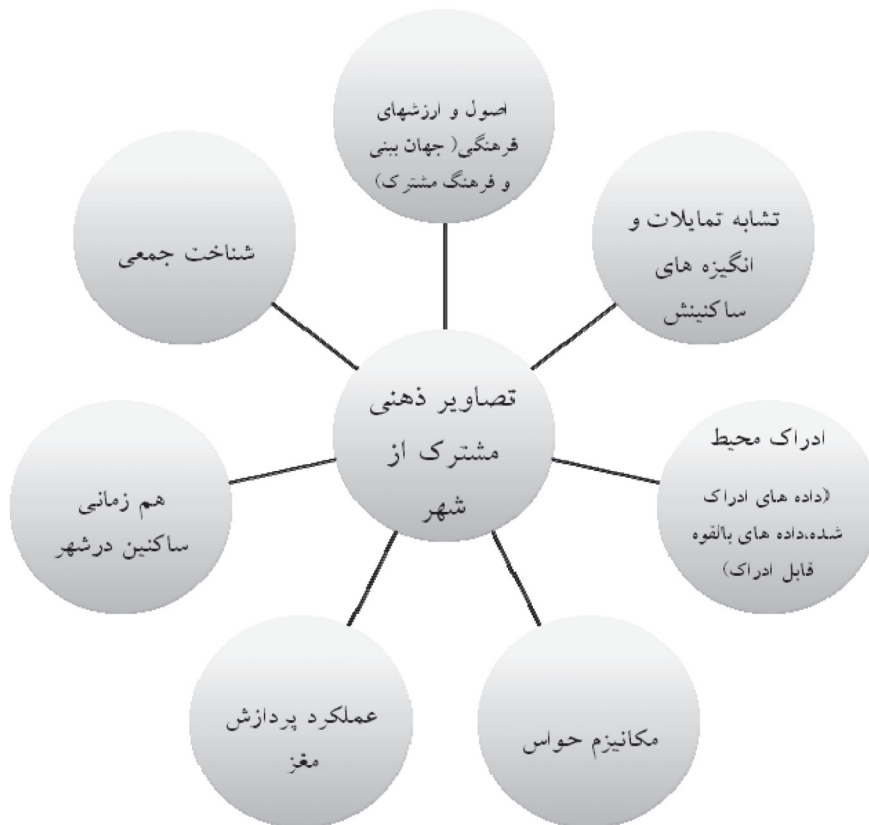 اصول و ارزشهای
فرهنگی( جهان بینی
و فرهنگ مشترک)
تشابه تمایلات و
انگیزه های
ساکنینش
ادراک محیط
(داده های ادراک
شده،داده های بالقوه
قابل ادراک)
مکانیزم حواس
عملکرد پردازش
مغز
هم زمانی
ساکنین درشهر
شناخت جمعی
تصاویر ذهنی
مشترک از
شهر